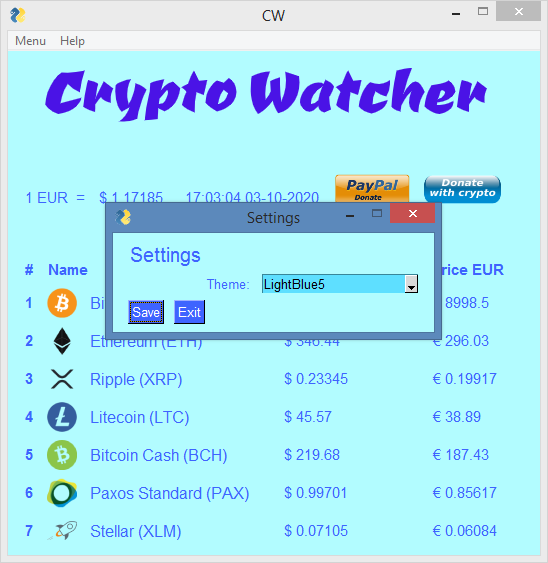 CW
Menu Help
Crypto Watcher
1 EUR = $ 1.17185 17:03:04 03-10-2020
PayPal
Donate
Donate
with crypto
Settings
Settings
Theme: LightBlue5
Save Exit
# Name rice EUR
1 Bi 8998.5
2 Ethereum (ETH) $ 346.44 € 296.03
3 Ripple (XRP) $ 0.23345 € 0.19917
4 Litecoin (LTC) $ 45.57 € 38.89
5 Bitcoin Cash (BCH) $ 219.68 € 187.43
6 Paxos Standard (PAX) $ 0.99701 € 0.85617
7 Stellar (XLM) $ 0.07105 € 0.06084